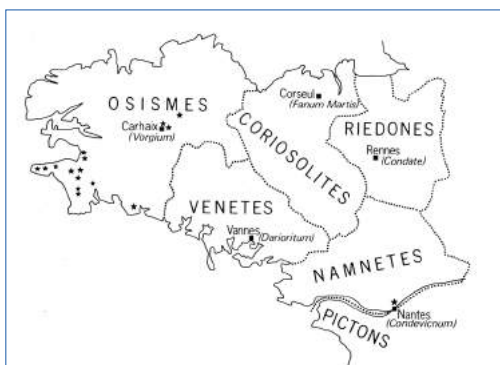 OSISMES
Carhaix
(Vorgium)
Corseul
(Fanum Martis)
CORIOSOLITES
RIEDONES
Rennes
(Condate)
VENETES
Vannes
(Darioritum)
NAMNETES
Nantes
(Condevicnum)
PICTONS